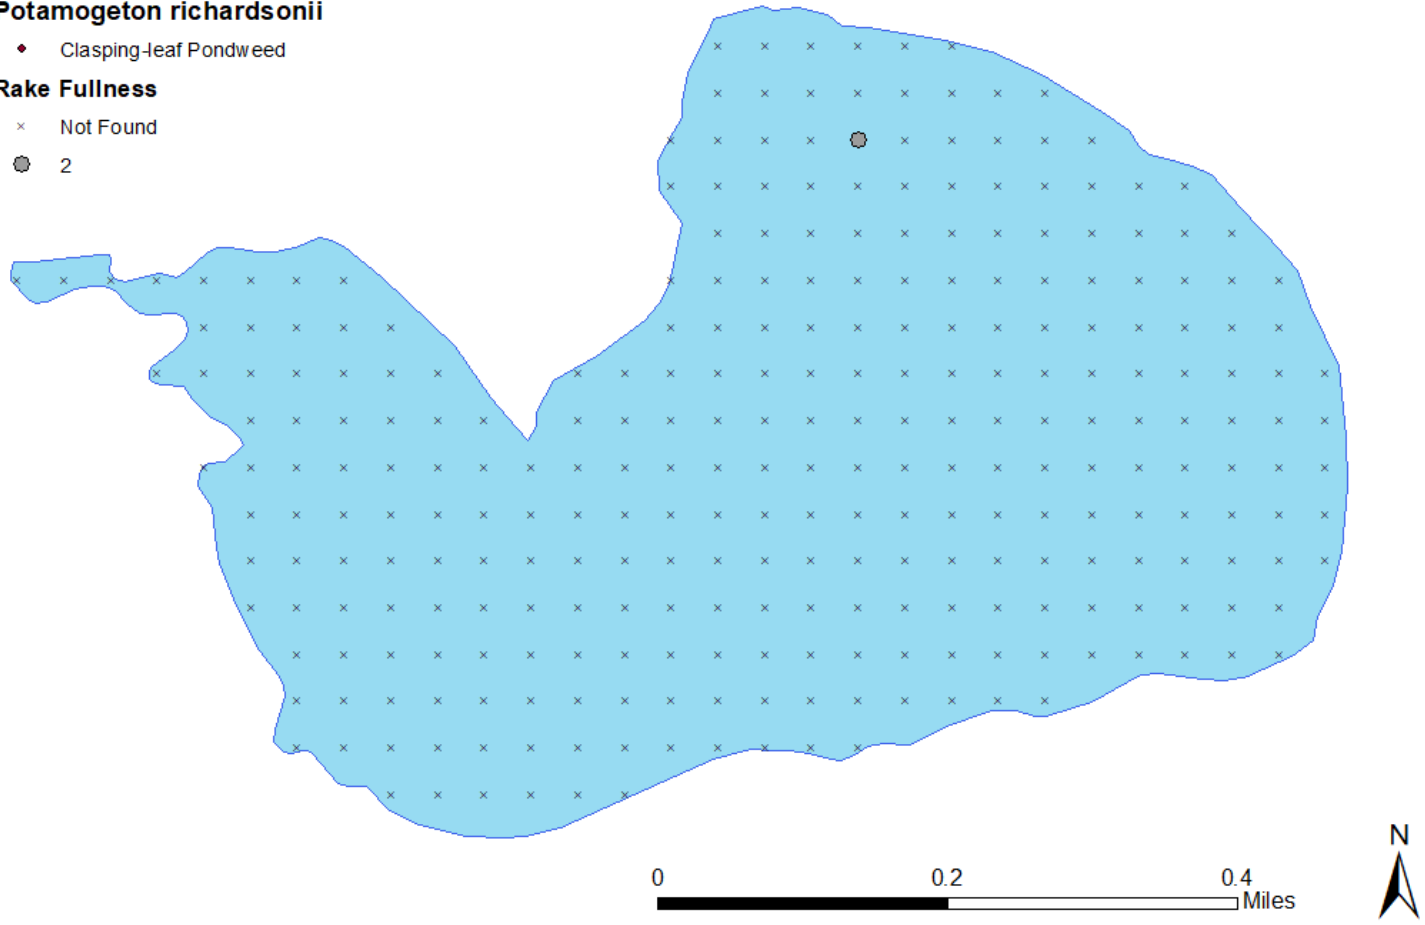 Potamogeton richardsonii
Clasping-leaf Pondweed
Rake Fullness
Not Found
2
N
0 0.2 0.4
Miles